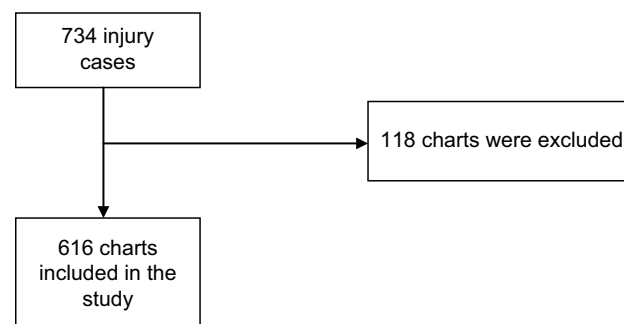 734 injury
cases
118 charts were excluded
616 charts
included in the
study